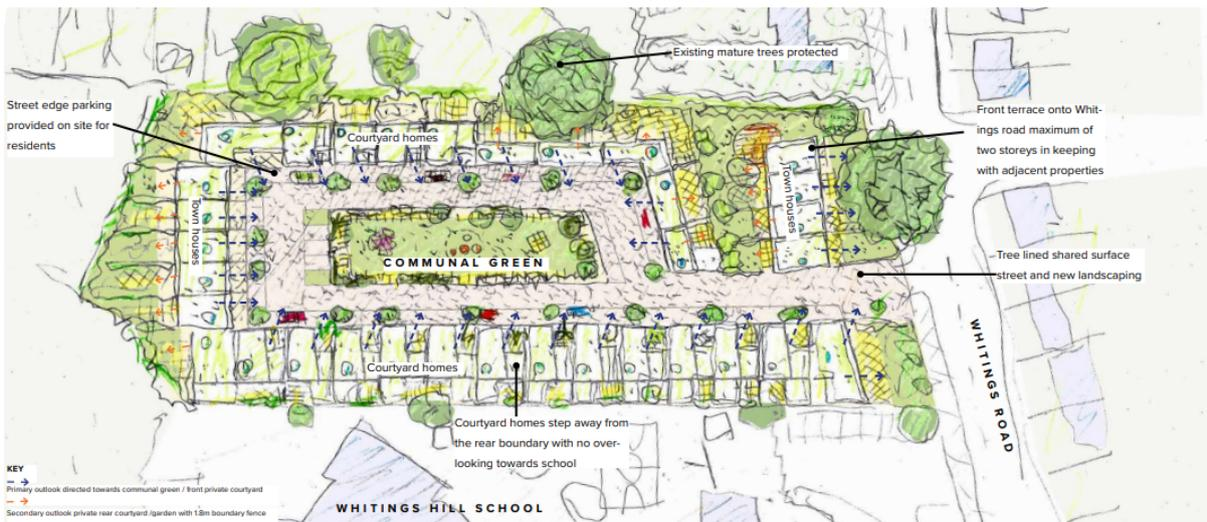 Existing mature trees protected
Street edge parking
provided on site for
residents
Front terrace onto Whit-
ings road maximum of
two storeys in keeping
with adjacent properties
Courtyard homes
Town houses
Town houses
COMMUNAL GREEN
Tree lined shared surface
street and new landscaping
WHITINGS ROAD
Courtyard homes
Courtyard homes step away from
the rear boundary with no over-
looking towards school
KEY
Primary outlook directed towards communal green / front private courtyard
Secondary outlook private rear courtyard /garden with 1.8m boundary fence
WHITINGS HILL SCHOOL